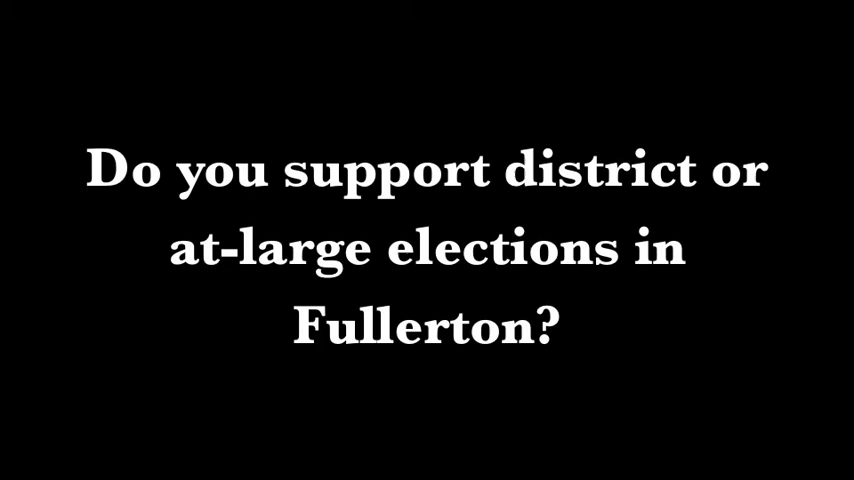 Do you support district or
at-large elections in
Fullerton?